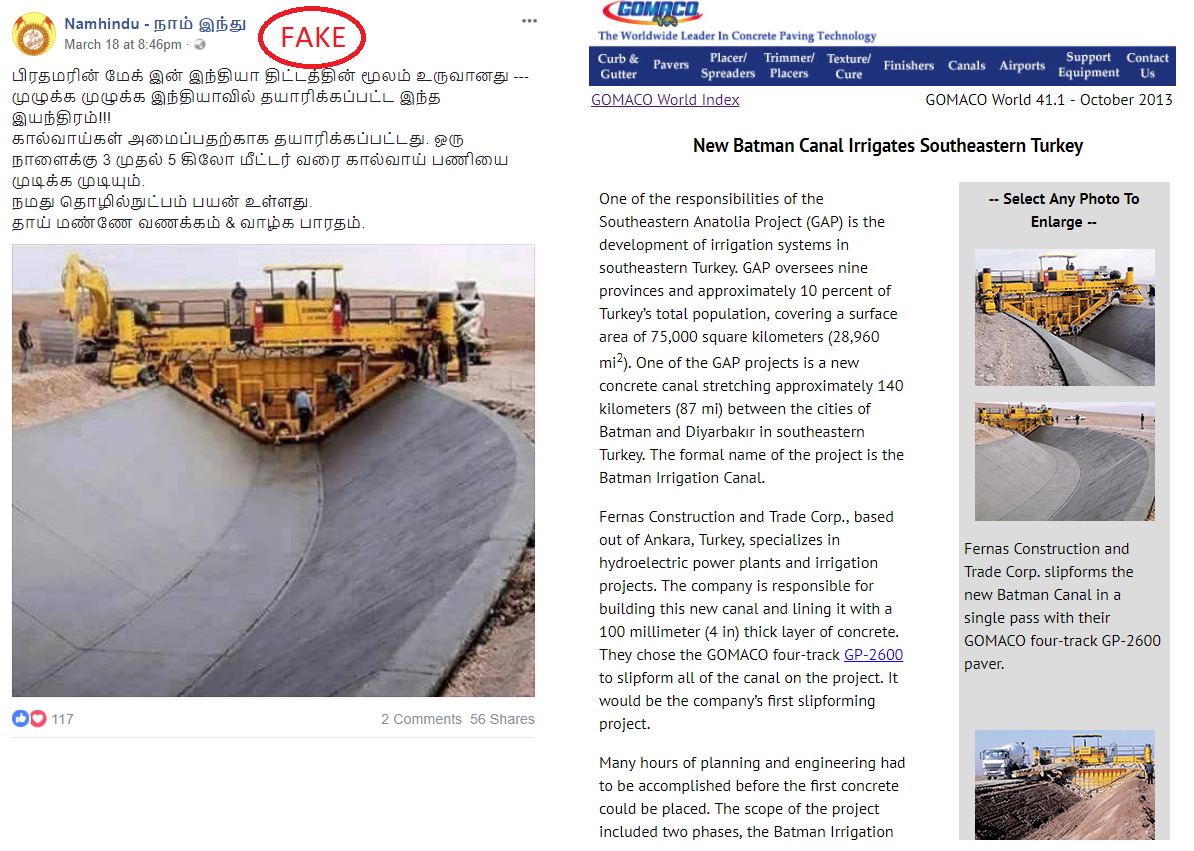 Namhindu - நாம் இந்து
March 18 at 8:46pm ·
FAKE
பிரதமரின் மேக் இன் இந்தியா திட்டத்தின் மூலம் உருவானது ---
முழுக்க முழுக்க இந்தியாவில் தயாரிக்கப்பட்ட இந்த
இயந்திரம்!!!
கால்வாய்கள் அமைப்பதற்காக தயாரிக்கப்பட்டது. ஒரு
நாளைக்கு 3 முதல் 5 கிலோ மீட்டர் வரை கால்வாய் பணியை
முடிக்க முடியும்.
நமது தொழில்நுட்பம் பயன் உள்ளது.
தாய் மண்ணே வணக்கம் & வாழ்க பாரதம்.
GOMACO
117
2 Comments 56 Shares
GOMACO
The Worldwide Leader In Concrete Paving Technology
Curb & Gutter
Pavers
Placer/ Spreaders
Trimmer/ Placers
Texture/ Cure
Finishers
Canals
Airports
Support Equipment
Contact Us
GOMACO World Index
GOMACO World 41.1 - October 2013
New Batman Canal Irrigates Southeastern Turkey
One of the responsibilities of the
Southeastern Anatolia Project (GAP) is the
development of irrigation systems in
southeastern Turkey. GAP oversees nine
provinces and approximately 10 percent of
Turkey's total population, covering a surface
area of 75,000 square kilometers (28,960
mi2). One of the GAP projects is a new
concrete canal stretching approximately 140
kilometers (87 mi) between the cities of
Batman and Diyarbakır in southeastern
Turkey. The formal name of the project is the
Batman Irrigation Canal.
Fernas Construction and Trade Corp., based
out of Ankara, Turkey, specializes in
hydroelectric power plants and irrigation
projects. The company is responsible for
building this new canal and lining it with a
100 millimeter (4 in) thick layer of concrete.
They chose the GOMACO four-track GP-2600
to slipform all of the canal on the project. It
would be the company's first slipforming
project.
Many hours of planning and engineering had
to be accomplished before the first concrete
could be placed. The scope of the project
included two phases, the Batman Irrigation
-- Select Any Photo To
Enlarge --
Fernas Construction and
Trade Corp. slipforms the
new Batman Canal in a
single pass with their
GOMACO four-track GP-2600
paver.